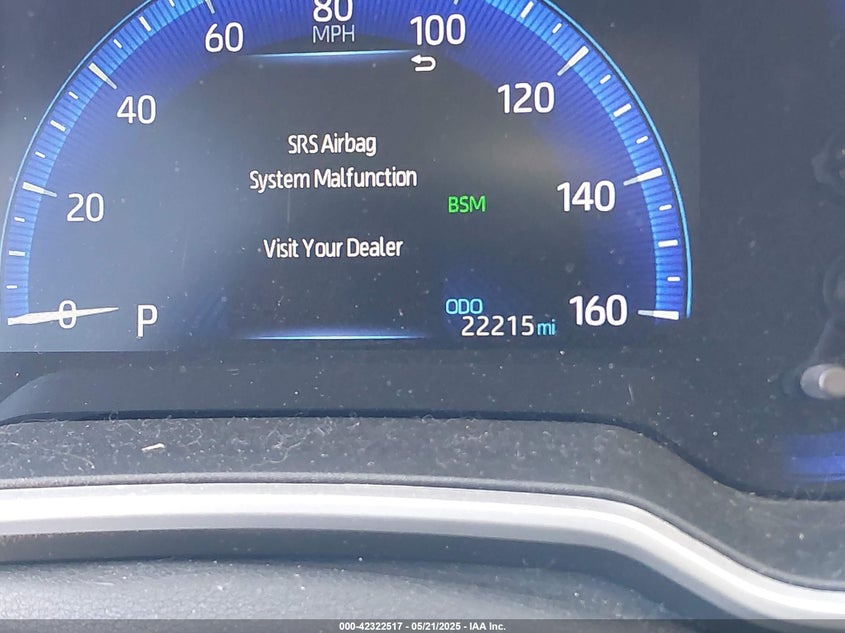 80
MPH
60
100
40
120
SRS Airbag
System Malfunction
20
BSM
140
Visit Your Dealer
0
P
ODO
22215 mi
160
000-42322517 - 05/21/2025 - IAA Inc.